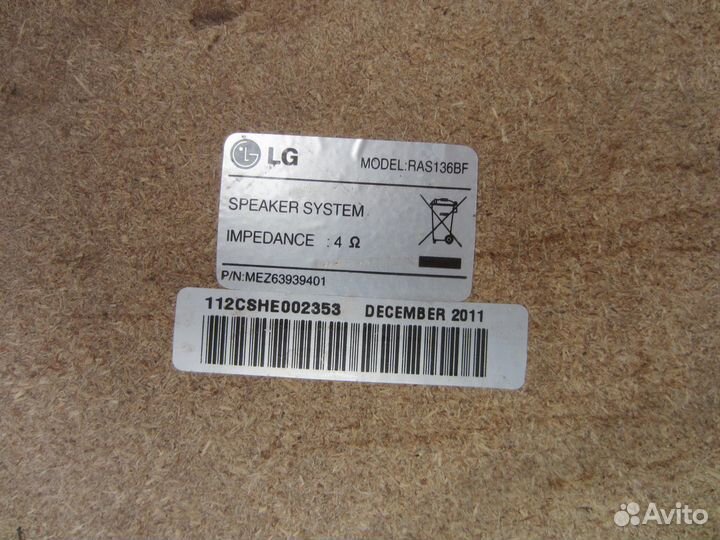 LG MODEL:RAS136BF
SPEAKER SYSTEM
IMPEDANCE : 4 Ω
P/N:MEZ63939401
112CSHE002353 DECEMBER 2011
Avito